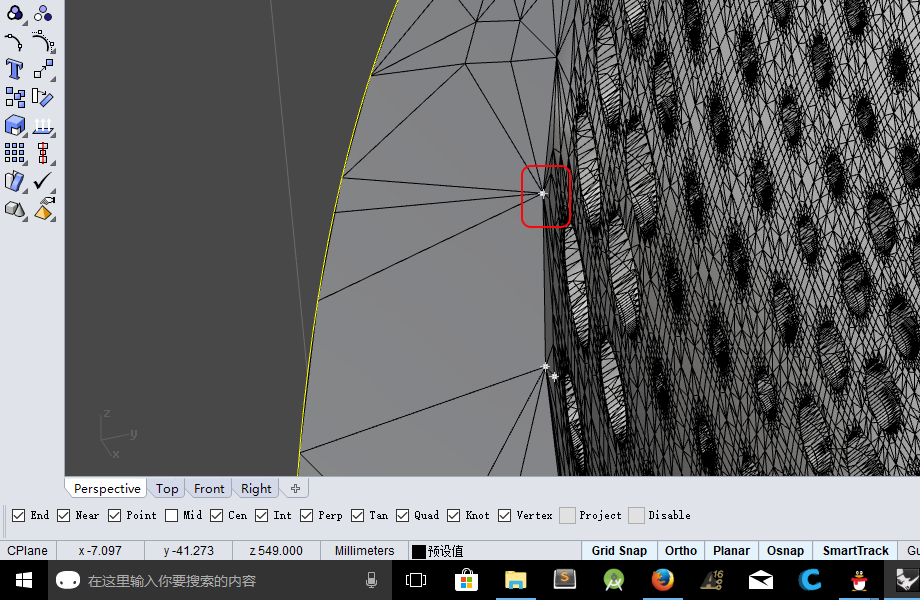 T
z
y
x
Perspective Top Front Right
End Near Point Mid Cen Int Perp Tan Quad Knot Vertex Project Disable
CPlane x -7.097 y -41.273 z 549.000 Millimeters 预设值 Grid Snap Ortho Planar Osnap SmartTrack Gu
在这里输入你要搜索的内容 S 16 C